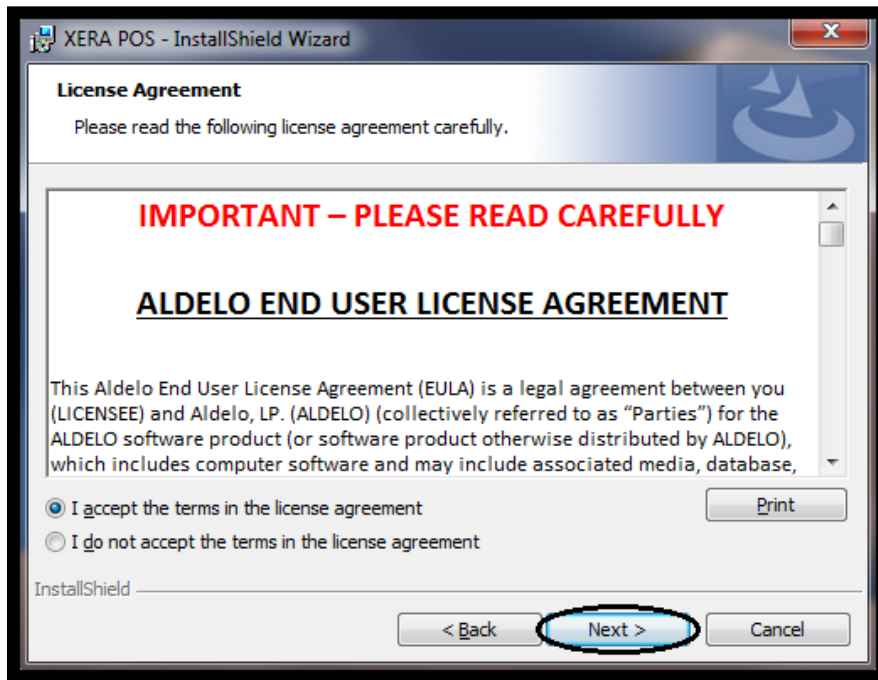 XERA POS - InstallShield Wizard
License Agreement
Please read the following license agreement carefully.
IMPORTANT – PLEASE READ CAREFULLY
ALDELO END USER LICENSE AGREEMENT
This Aldelo End User License Agreement (EULA) is a legal agreement between you
(LICENSEE) and Aldelo, LP. (ALDELO) (collectively referred to as “Parties”) for the
ALDELO software product (or software product otherwise distributed by ALDELO),
which includes computer software and may include associated media, database,
I accept the terms in the license agreement
Print
I do not accept the terms in the license agreement
InstallShield
< Back Next > Cancel